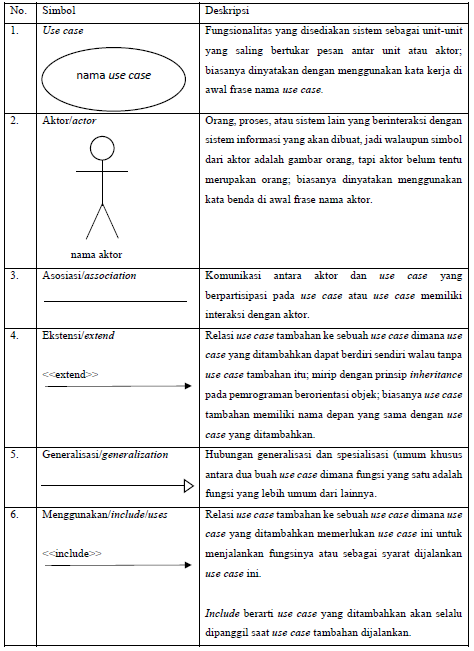 No. Simbol Deskripsi
1. Use case
nama use case
Fungsionalitas yang disediakan sistem sebagai unit-unit
yang saling bertukar pesan antar unit atau aktor;
biasanya dinyatakan dengan menggunakan kata kerja di
awal frase nama use case.
2. Aktor/actor
nama aktor
Orang, proses, atau sistem lain yang berinteraksi dengan
sistem informasi yang akan dibuat, jadi walaupun simbol
dari aktor adalah gambar orang, tapi aktor belum tentu
merupakan orang; biasanya dinyatakan menggunakan
kata benda di awal frase nama aktor.
3. Asosiasi/association
Komunikasi antara aktor dan use case yang
berpartisipasi pada use case atau use case memiliki
interaksi dengan aktor.
4. Ekstensi/extend
<<extend>>
Relasi use case tambahan ke sebuah use case dimana use
case yang ditambahkan dapat berdiri sendiri walau tanpa
use case tambahan itu; mirip dengan prinsip inheritance
pada pemrograman berorientasi objek; biasanya use case
tambahan memiliki nama depan yang sama dengan use
case yang ditambahkan.
5. Generalisasi/generalization
Hubungan generalisasi dan spesialisasi (umum khusus
antara dua buah use case dimana fungsi yang satu adalah
fungsi yang lebih umum dari lainnya.
6. Menggunakan/include/uses
<<include>>
Relasi use case tambahan ke sebuah use case dimana use
case yang ditambahkan memerlukan use case ini untuk
menjalankan fungsinya atau sebagai syarat dijalankan
use case ini.
Include berarti use case yang ditambahkan akan selalu
dipanggil saat use case tambahan dijalankan.